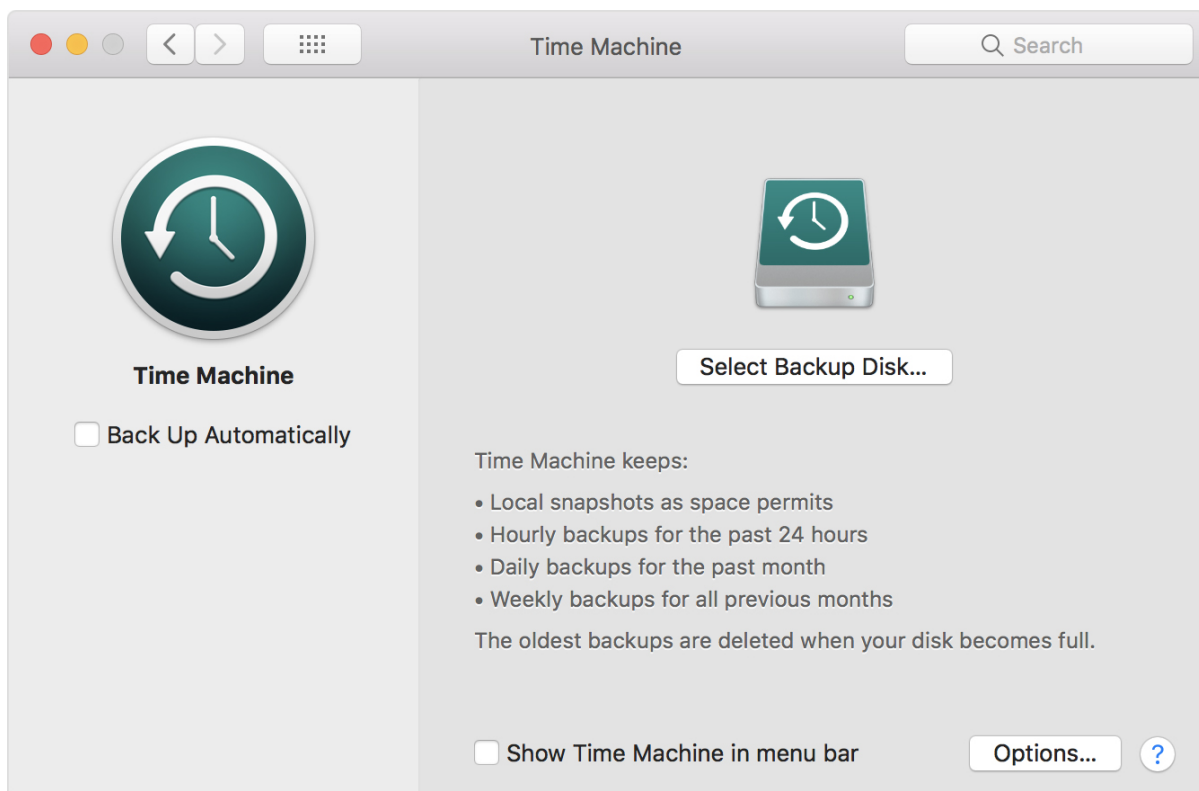 Time Machine
Search
Time Machine
Back Up Automatically
Select Backup Disk...
Time Machine keeps:
• Local snapshots as space permits
• Hourly backups for the past 24 hours
• Daily backups for the past month
• Weekly backups for all previous months
The oldest backups are deleted when your disk becomes full.
Show Time Machine in menu bar
Options...
?